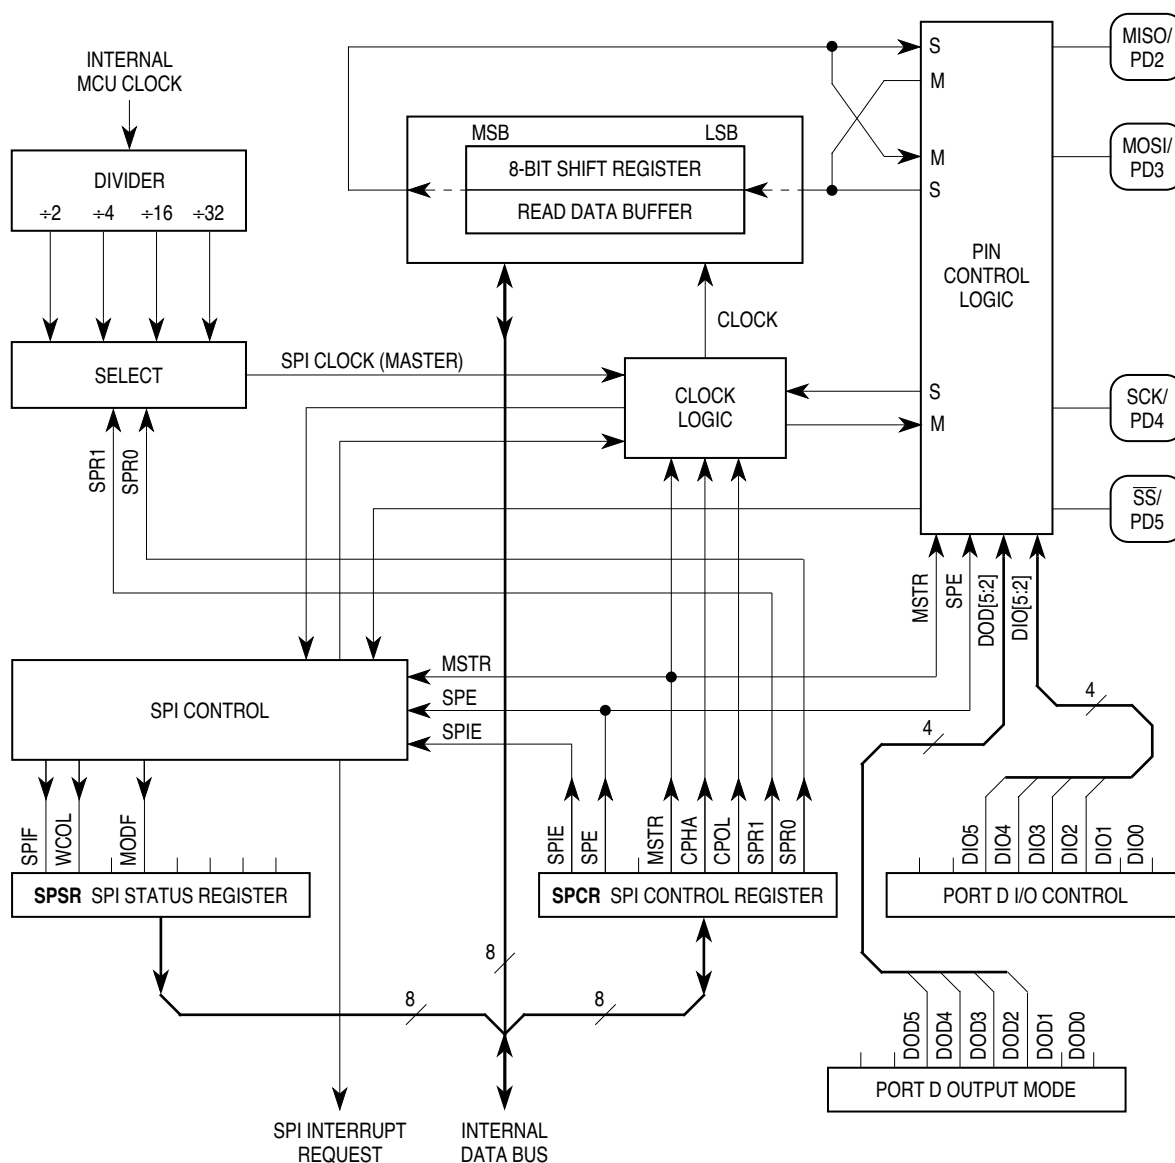 INTERNAL
MCU CLOCK
DIVIDER
÷2 ÷4 ÷16 ÷32
SELECT
SPI CLOCK (MASTER)
SPR1
SPR0
MSB LSB
8-BIT SHIFT REGISTER
READ DATA BUFFER
CLOCK
CLOCK
LOGIC
S
M
M
S
PIN
CONTROL
LOGIC
S
M
MISO/
PD2
MOSI/
PD3
SCK/
PD4
S̅S̅/
PD5
MSTR
SPE
DOD[5:2]
DIO[5:2]
SPI CONTROL
MSTR
SPE
SPIE
4
4
SPIF
WCOL
MODF
SPSR SPI STATUS REGISTER
SPIE
SPE
MSTR
CPHA
CPOL
SPR1
SPR0
SPCR SPI CONTROL REGISTER
DIO5
DIO4
DIO3
DIO2
DIO1
DIO0
PORT D I/O CONTROL
8
8
8
DOD5
DOD4
DOD3
DOD2
DOD1
DOD0
PORT D OUTPUT MODE
SPI INTERRUPT
REQUEST
INTERNAL
DATA BUS